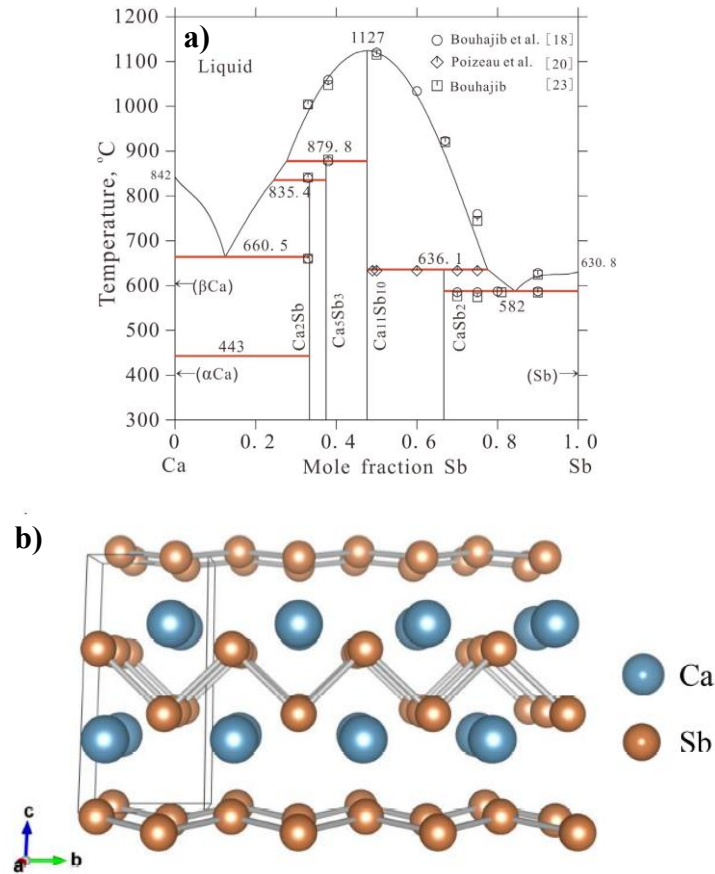 a)
1127
Liquid
Bouhajib et al. [18]
Poizeau et al. [20]
Bouhajib [23]
Temperature, ºC
1200
1100
1000
900
800
700
600
500
400
300
842
879.8
835.4
660.5
636.1
630.8
(βCa)
582
Ca₂Sb
Ca₅Sb₃
Ca₁₁Sb₁₀
CaSb₂
443
(αCa)
(Sb)
0 0.2 0.4 0.6 0.8 1.0
Ca Mole fraction Sb Sb
b)
Ca
Sb
c
a b